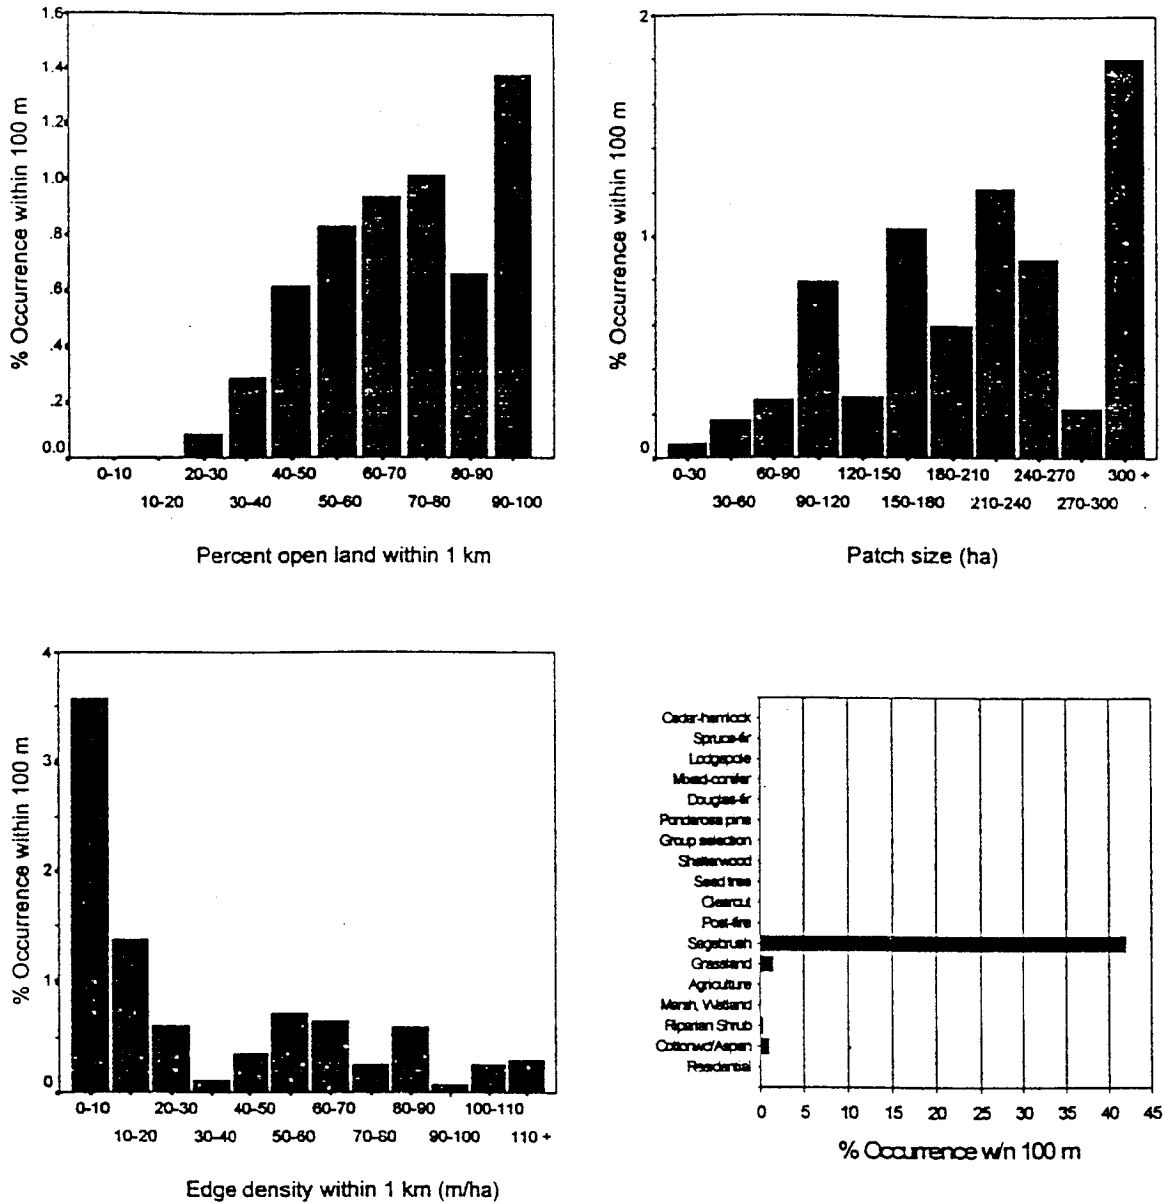 1.6
1.4
1.2
1.0
.8
.6
.4
.2
0.0
% Occurrence within 100 m
0-10 20-30 40-50 60-70 80-90
10-20 30-40 50-60 70-80 90-100
Percent open land within 1 km
2
1
0
% Occurrence within 100 m
0-30 60-90 120-150 180-210 240-270 300 +
30-60 90-120 150-180 210-240 270-300
Patch size (ha)
4
3
2
1
0
% Occurrence within 100 m
0-10 20-30 40-50 60-70 80-90 100-110
10-20 30-40 50-60 70-80 90-100 110 +
Edge density within 1 km (m/ha)
Cedar-hemlock
Spruce-fir
Lodgepole
Mixed-conifer
Douglas-fir
Ponderosa pine
Group selection
Shelterwood
Seed tree
Clearcut
Post-fire
Sagebrush
Grassland
Agriculture
Marsh, Wetland
Riparian Shrub
Cottonwd/Aspen
Residential
0 5 10 15 20 25 30 35 40 45
% Occurrence w/n 100 m